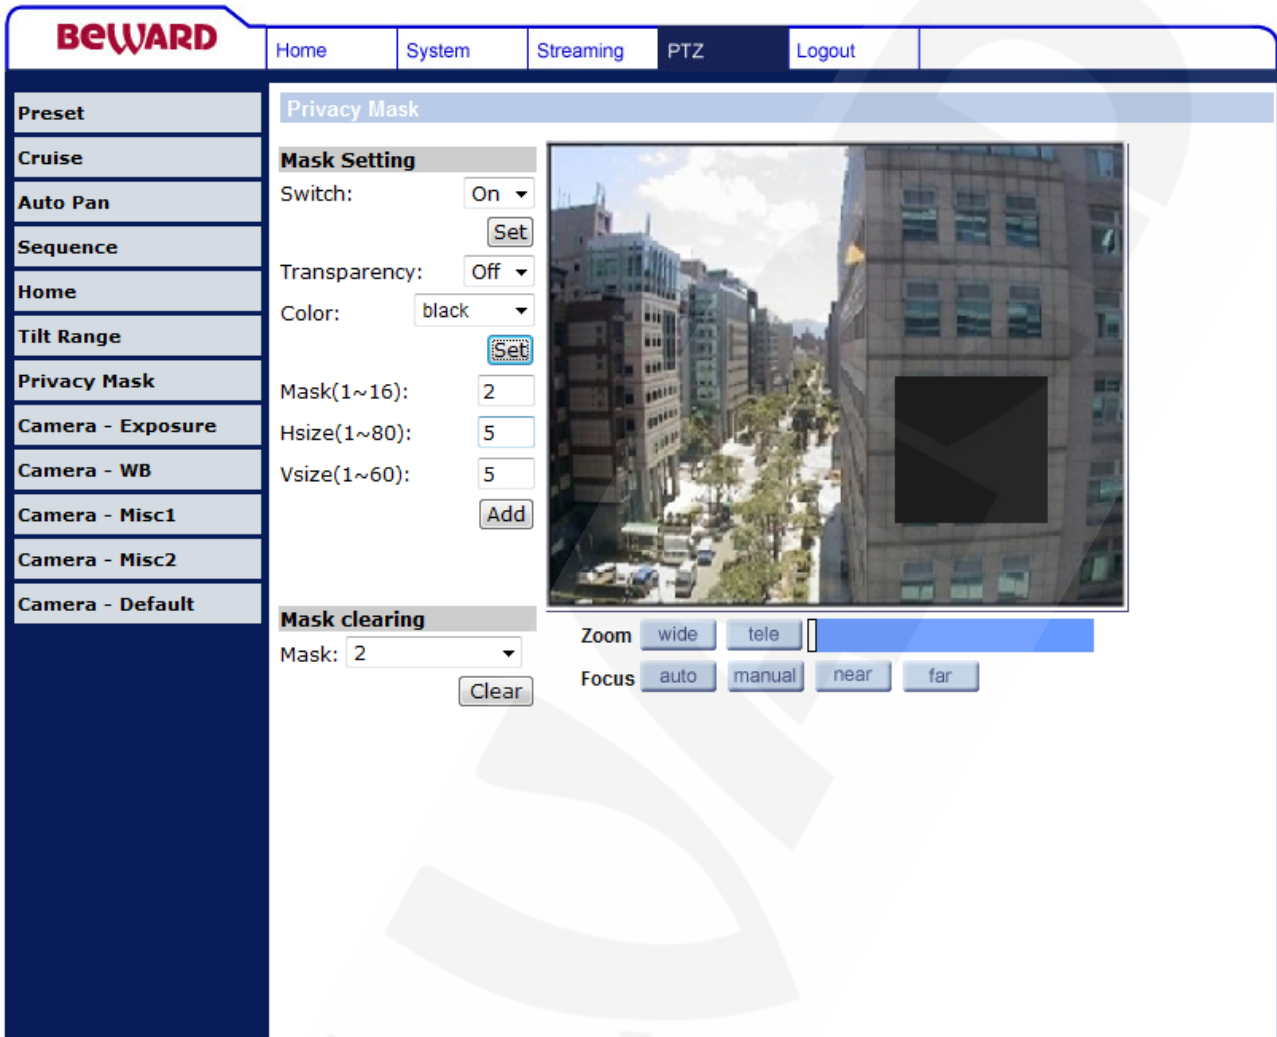 BEWARD
Home System Streaming PTZ Logout
Preset
Cruise
Auto Pan
Sequence
Home
Tilt Range
Privacy Mask
Camera - Exposure
Camera - WB
Camera - Misc1
Camera - Misc2
Camera - Default
Privacy Mask
Mask Setting
Switch: On
Set
Transparency: Off
Color: black
Set
Mask(1~16): 2
Hsize(1~80): 5
Vsize(1~60): 5
Add
Mask clearing
Mask: 2
Clear
Zoom wide tele
Focus auto manual near far